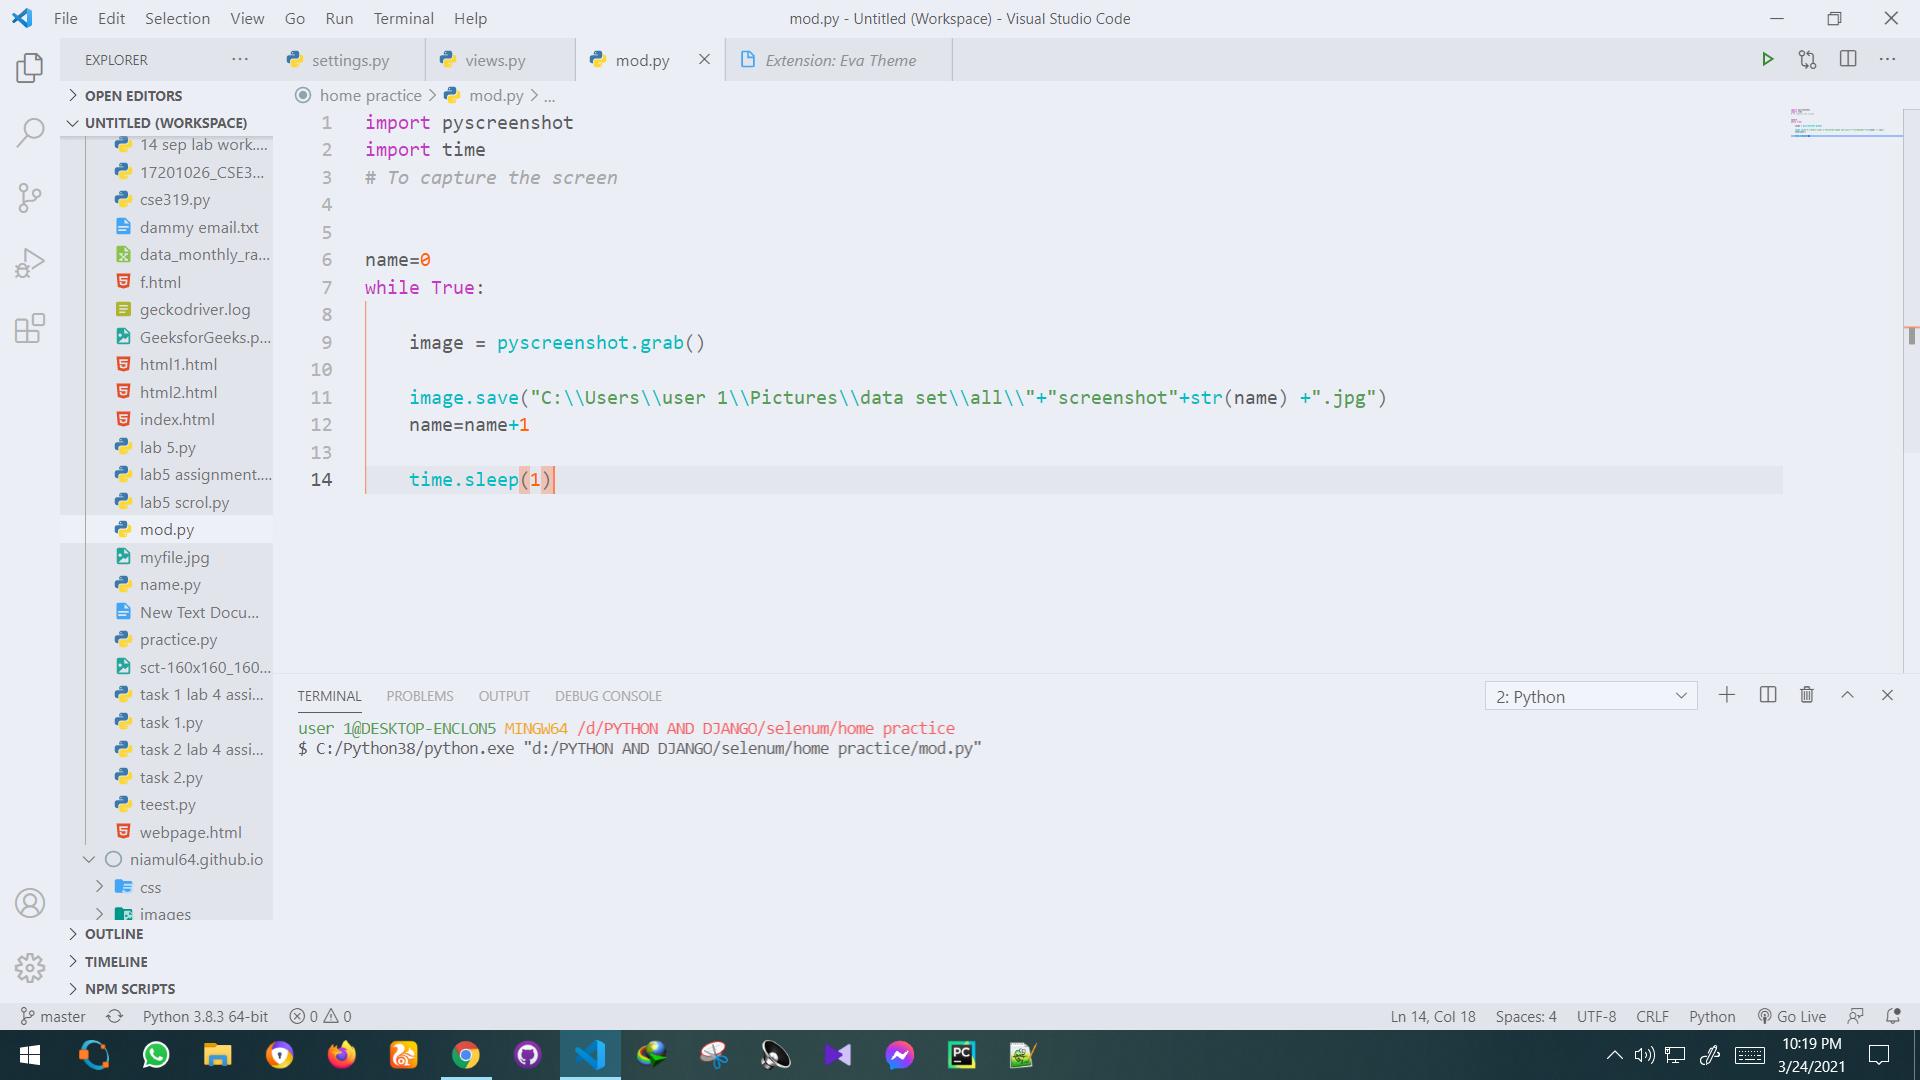 File Edit Selection View Go Run Terminal Help
mod.py - Untitled (Workspace) - Visual Studio Code
EXPLORER ...
settings.py
views.py
mod.py
Extension: Eva Theme
OPEN EDITORS
UNTITLED (WORKSPACE)
14 sep lab work....
17201026_CSE3...
cse319.py
dammy email.txt
data_monthly_ra...
f.html
geckodriver.log
GeeksforGeeks.p...
html1.html
html2.html
index.html
lab 5.py
lab5 assignment....
lab5 scrol.py
mod.py
myfile.jpg
name.py
New Text Docu...
practice.py
sct-160x160_160...
task 1 lab 4 assi...
task 1.py
task 2 lab 4 assi...
task 2.py
teest.py
webpage.html
niamul64.github.io
css
images
OUTLINE
TIMELINE
NPM SCRIPTS
home practice > mod.py > ...
1 import pyscreenshot
2 import time
3 # To capture the screen
4
5
6 name=0
7 while True:
8
9 image = pyscreenshot.grab()
10
11 image.save("C:\\Users\\user 1\\Pictures\\data set\\all\\"+"screenshot"+str(name) +".jpg")
12 name=name+1
13
14 time.sleep(1)
TERMINAL PROBLEMS OUTPUT DEBUG CONSOLE
2: Python
user 1@DESKTOP-ENCLON5 MINGW64 /d/PYTHON AND DJANGO/selenum/home practice
$ C:/Python38/python.exe "d:/PYTHON AND DJANGO/selenum/home practice/mod.py"
master
Python 3.8.3 64-bit
0 0
Ln 14, Col 18
Spaces: 4
UTF-8
CRLF
Python
Go Live
PC
10:19 PM
3/24/2021